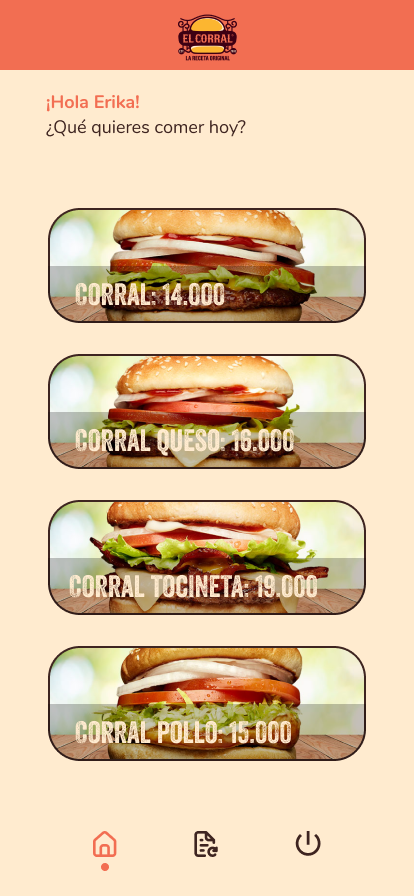 EL CORRAL
LA RECETA ORIGINAL
¡Hola Erika!
¿Qué quieres comer hoy?
CORRAL: 14.000
CORRAL QUESO: 16.000
CORRAL TOCINETA: 19.000
CORRAL POLLO: 15.000